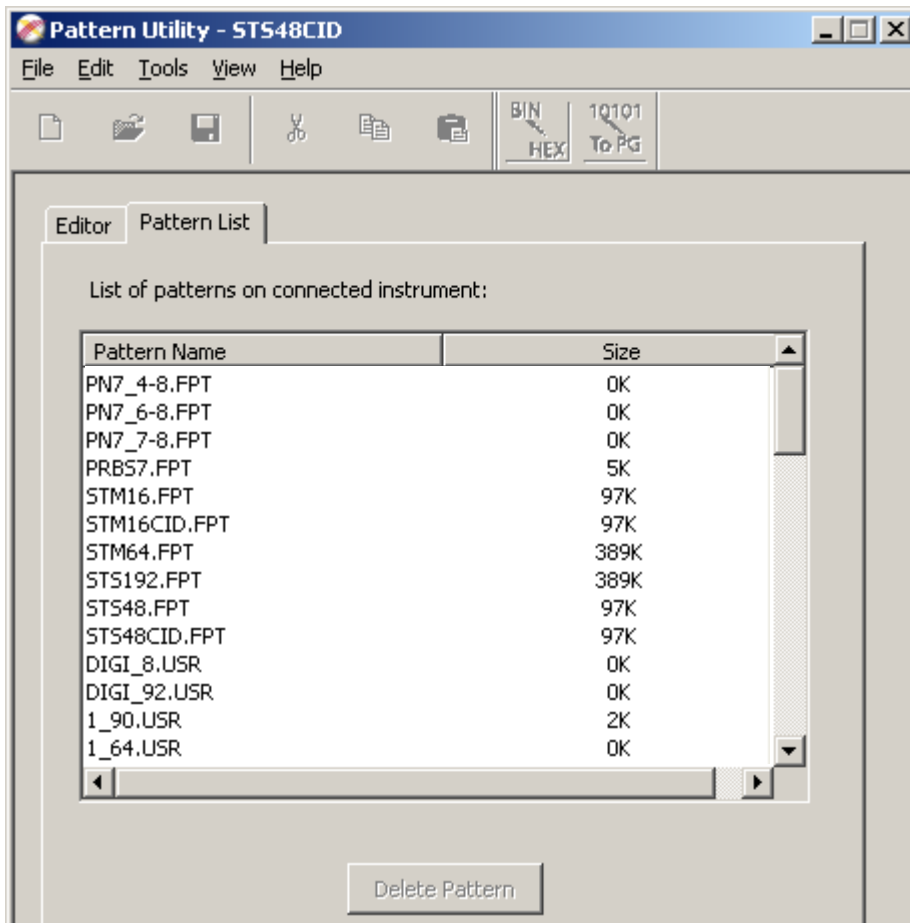 Pattern Utility - STS48CID
File Edit Tools View Help
BIN HEX
10101 To PG
Editor Pattern List
List of patterns on connected instrument:
Pattern Name Size
PN7_4-8.FPT 0K
PN7_6-8.FPT 0K
PN7_7-8.FPT 0K
PRBS7.FPT 5K
STM16.FPT 97K
STM16CID.FPT 97K
STM64.FPT 389K
STS192.FPT 389K
STS48.FPT 97K
STS48CID.FPT 97K
DIGI_8.USR 0K
DIGI_92.USR 0K
1_90.USR 2K
1_64.USR 0K
Delete Pattern